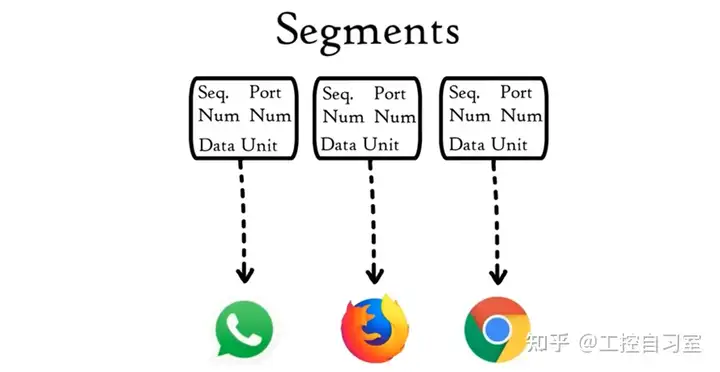 Segments
Seq. Port
Num Num
Data Unit
Seq. Port
Num Num
Data Unit
Seq. Port
Num Num
Data Unit
知乎 @工控自习室